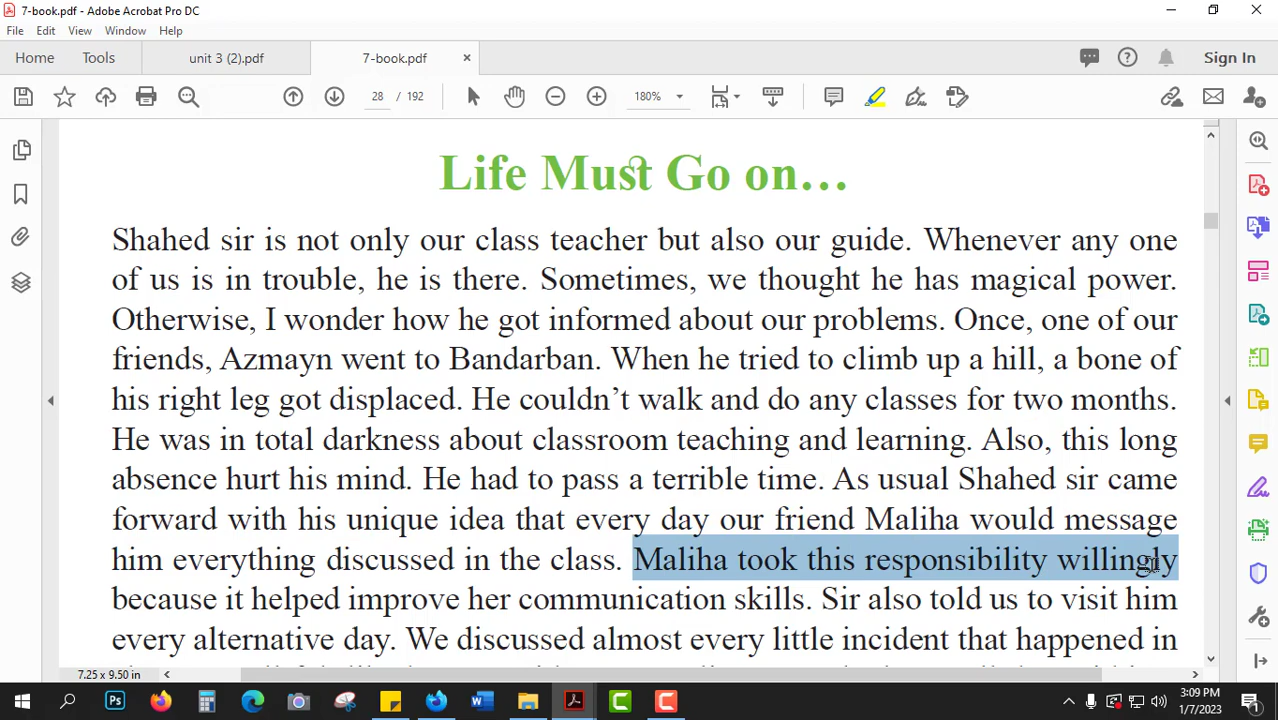 7-book.pdf - Adobe Acrobat Pro DC
File Edit View Window Help
Home Tools unit 3 (2).pdf 7-book.pdf × Sign In
28 / 192 180%
Life Must Go on…
Shahed sir is not only our class teacher but also our guide. Whenever any one
of us is in trouble, he is there. Sometimes, we thought he has magical power.
Otherwise, I wonder how he got informed about our problems. Once, one of our
friends, Azmayn went to Bandarban. When he tried to climb up a hill, a bone of
his right leg got displaced. He couldn’t walk and do any classes for two months.
He was in total darkness about classroom teaching and learning. Also, this long
absence hurt his mind. He had to pass a terrible time. As usual Shahed sir came
forward with his unique idea that every day our friend Maliha would message
him everything discussed in the class. Maliha took this responsibility willingly
because it helped improve her communication skills. Sir also told us to visit him
every alternative day. We discussed almost every little incident that happened in
7.25 x 9.50 in
Ps
3:09 PM
1/7/2023